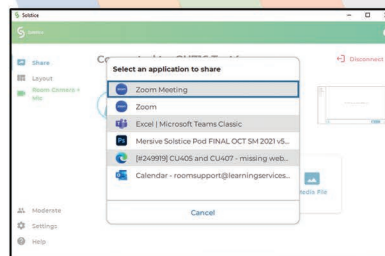 Solstice
Solstice
Share
Disconnect
Layout
Room Camera +
Select an application to share
Zoom Meeting
Zoom
Excel | Microsoft Teams Classic
Mersive Solstice Pod FINAL OCT 5M 2021 v5...
[#249919] CU405 and CU407 - missing web...
Calendar - roomsupport@learningservices...
Cancel
Media File
Moderate
Settings
Help